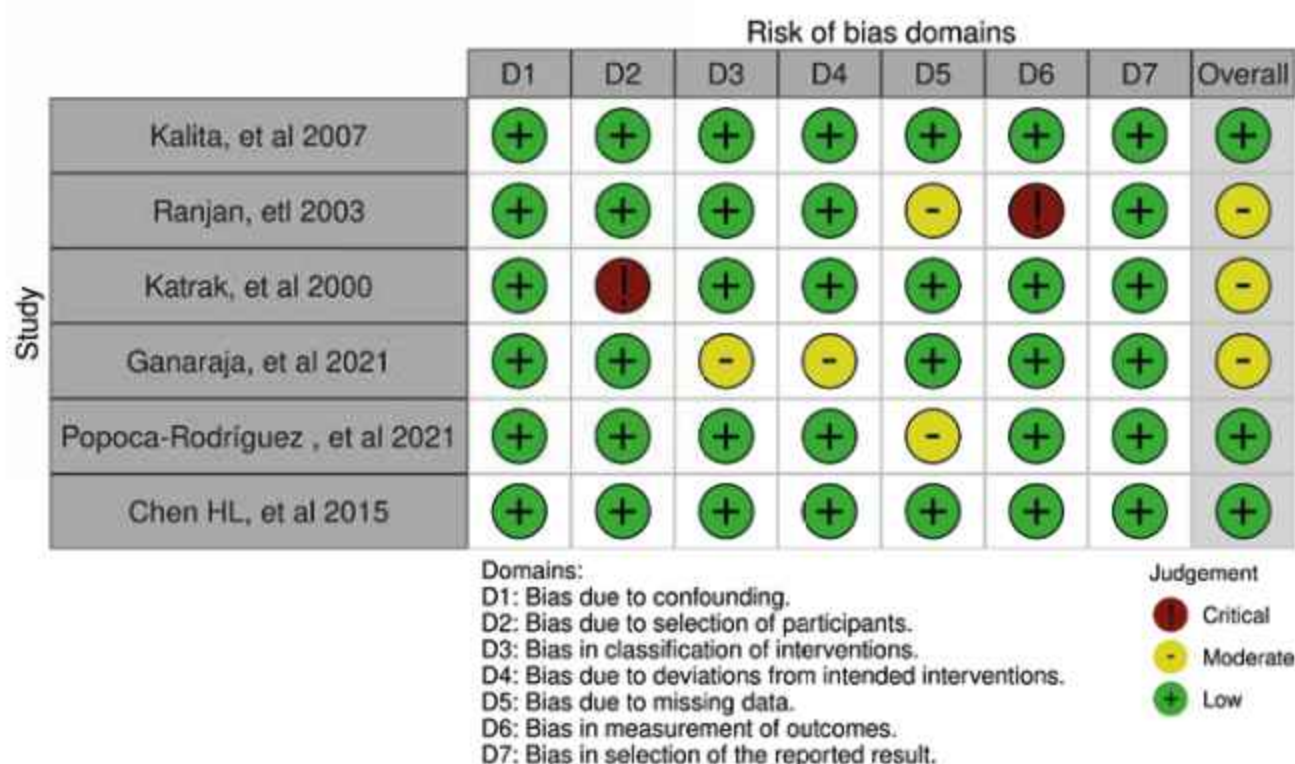 Risk of bias domains
D1 D2 D3 D4 D5 D6 D7 Overall
Study
Kalita, et al 2007 + + + + + + + +
Ranjan, etl 2003 + + + + - ! + -
Katrak, et al 2000 + ! + + + + + -
Ganaraja, et al 2021 + + - - + + + -
Popoca-Rodríguez , et al 2021 + + + + - + + +
Chen HL, et al 2015 + + + + + + + +
Domains:
D1: Bias due to confounding.
D2: Bias due to selection of participants.
D3: Bias in classification of interventions.
D4: Bias due to deviations from intended interventions.
D5: Bias due to missing data.
D6: Bias in measurement of outcomes.
D7: Bias in selection of the reported result.
Judgement
! Critical
- Moderate
+ Low